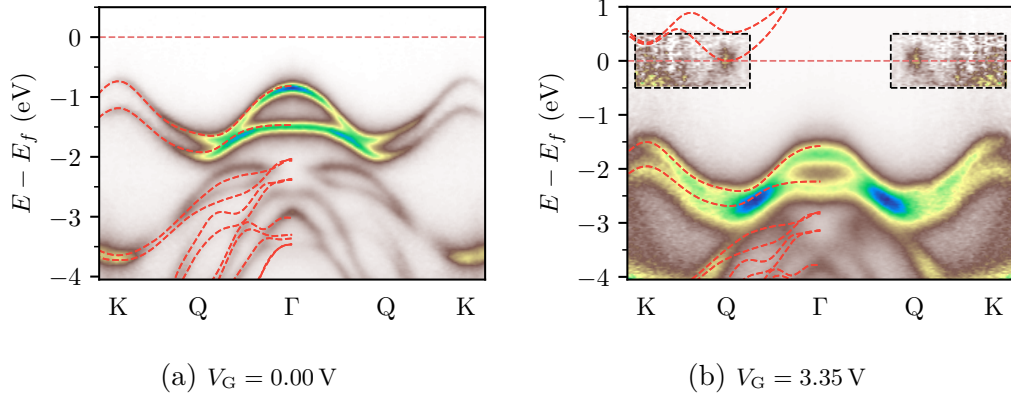 0
−1
−2
−3
−4
E − E_f (eV)
K Q Γ Q K
(a) V_G = 0.00 V
1
0
−1
−2
−3
−4
E − E_f (eV)
K Q Γ Q K
(b) V_G = 3.35 V